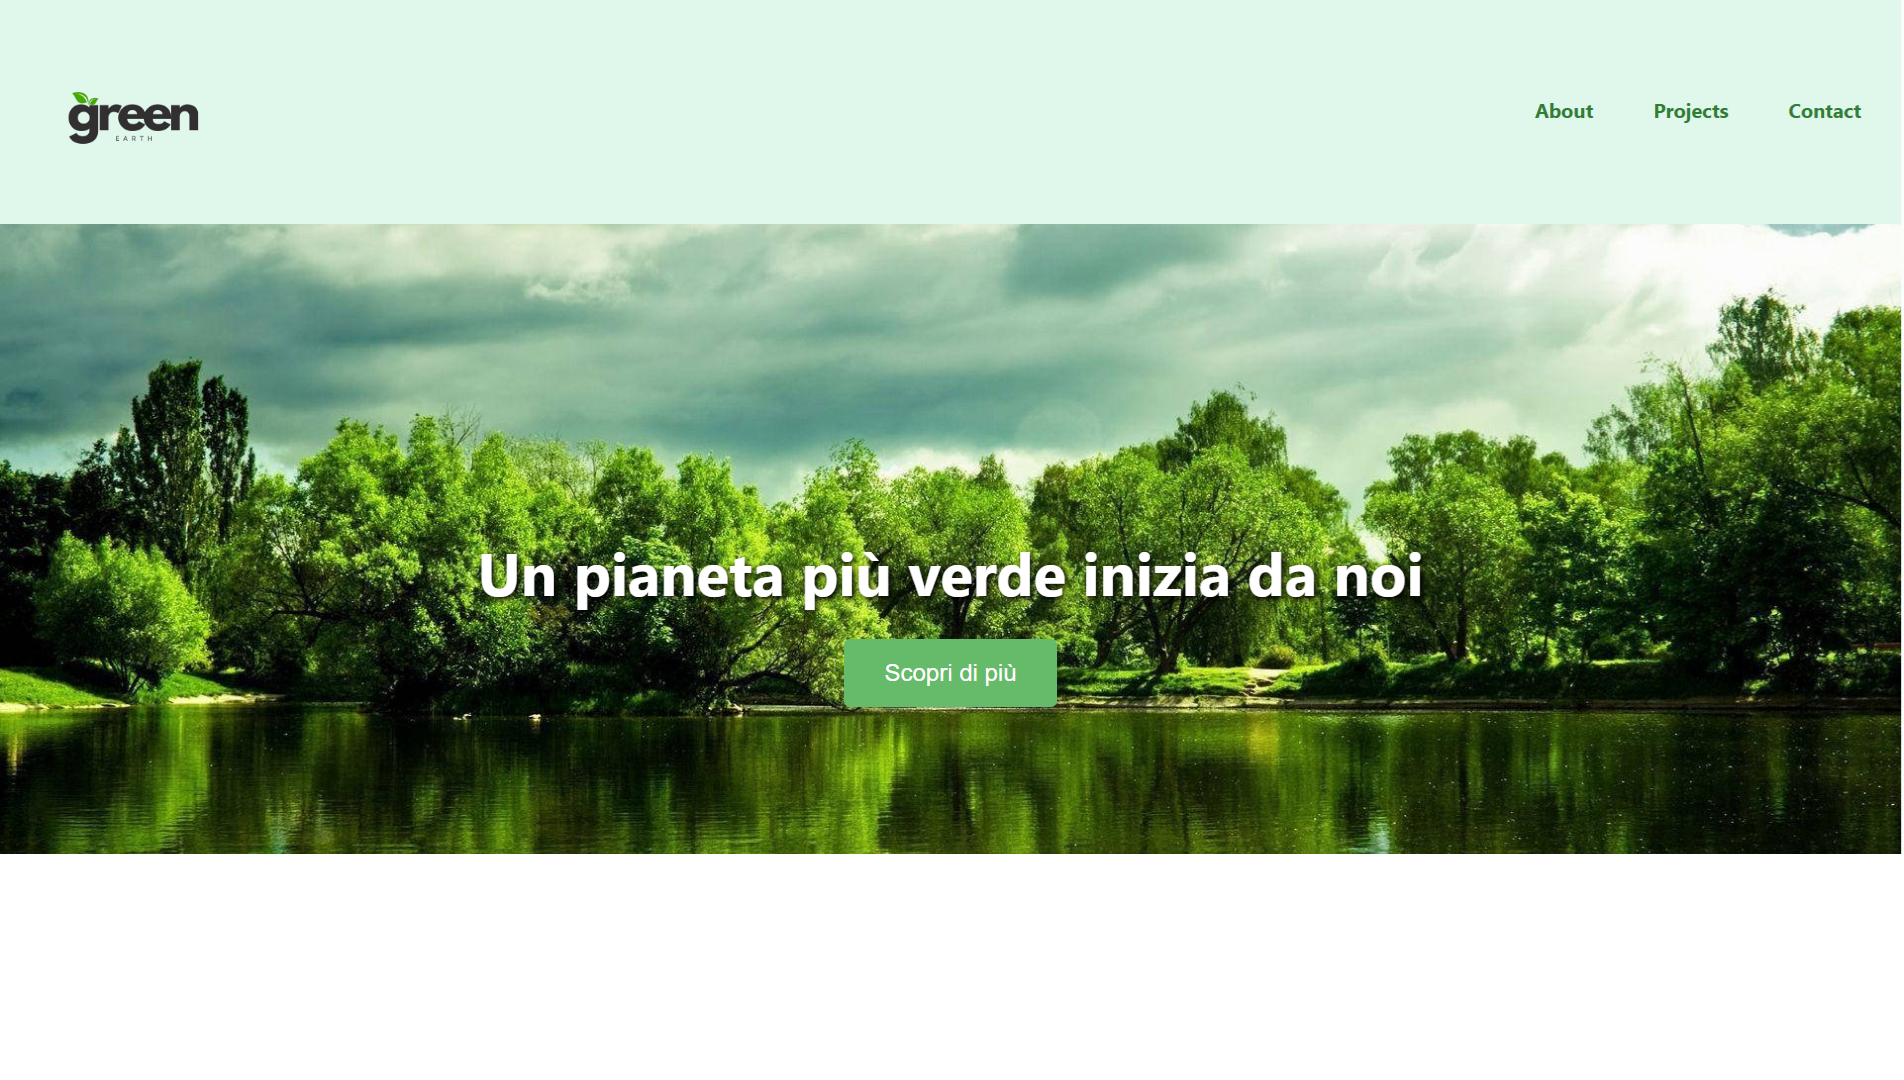 green
EARTH
About
Projects
Contact
Un pianeta più verde inizia da noi
Scopri di più